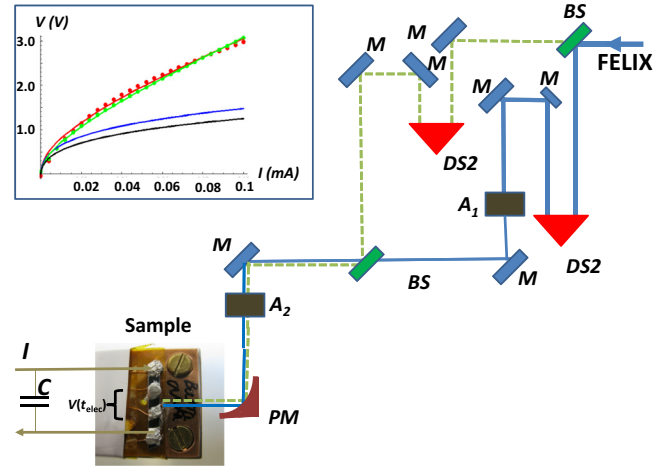 V (V)
3.0
2.0
1.0
0.02 0.04 0.06 0.08 0.1
I (mA)
BS
FELIX
M
M
M
M
M
DS2
A1
DS2
M
BS
M
A2
Sample
I
C
V(telec)
PM